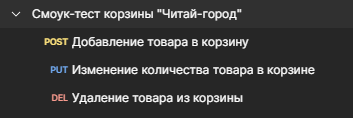 Смоук-тест корзины "Читай-город"
POST Добавление товара в корзину
PUT Изменение количества товара в корзине
DEL Удаление товара из корзины